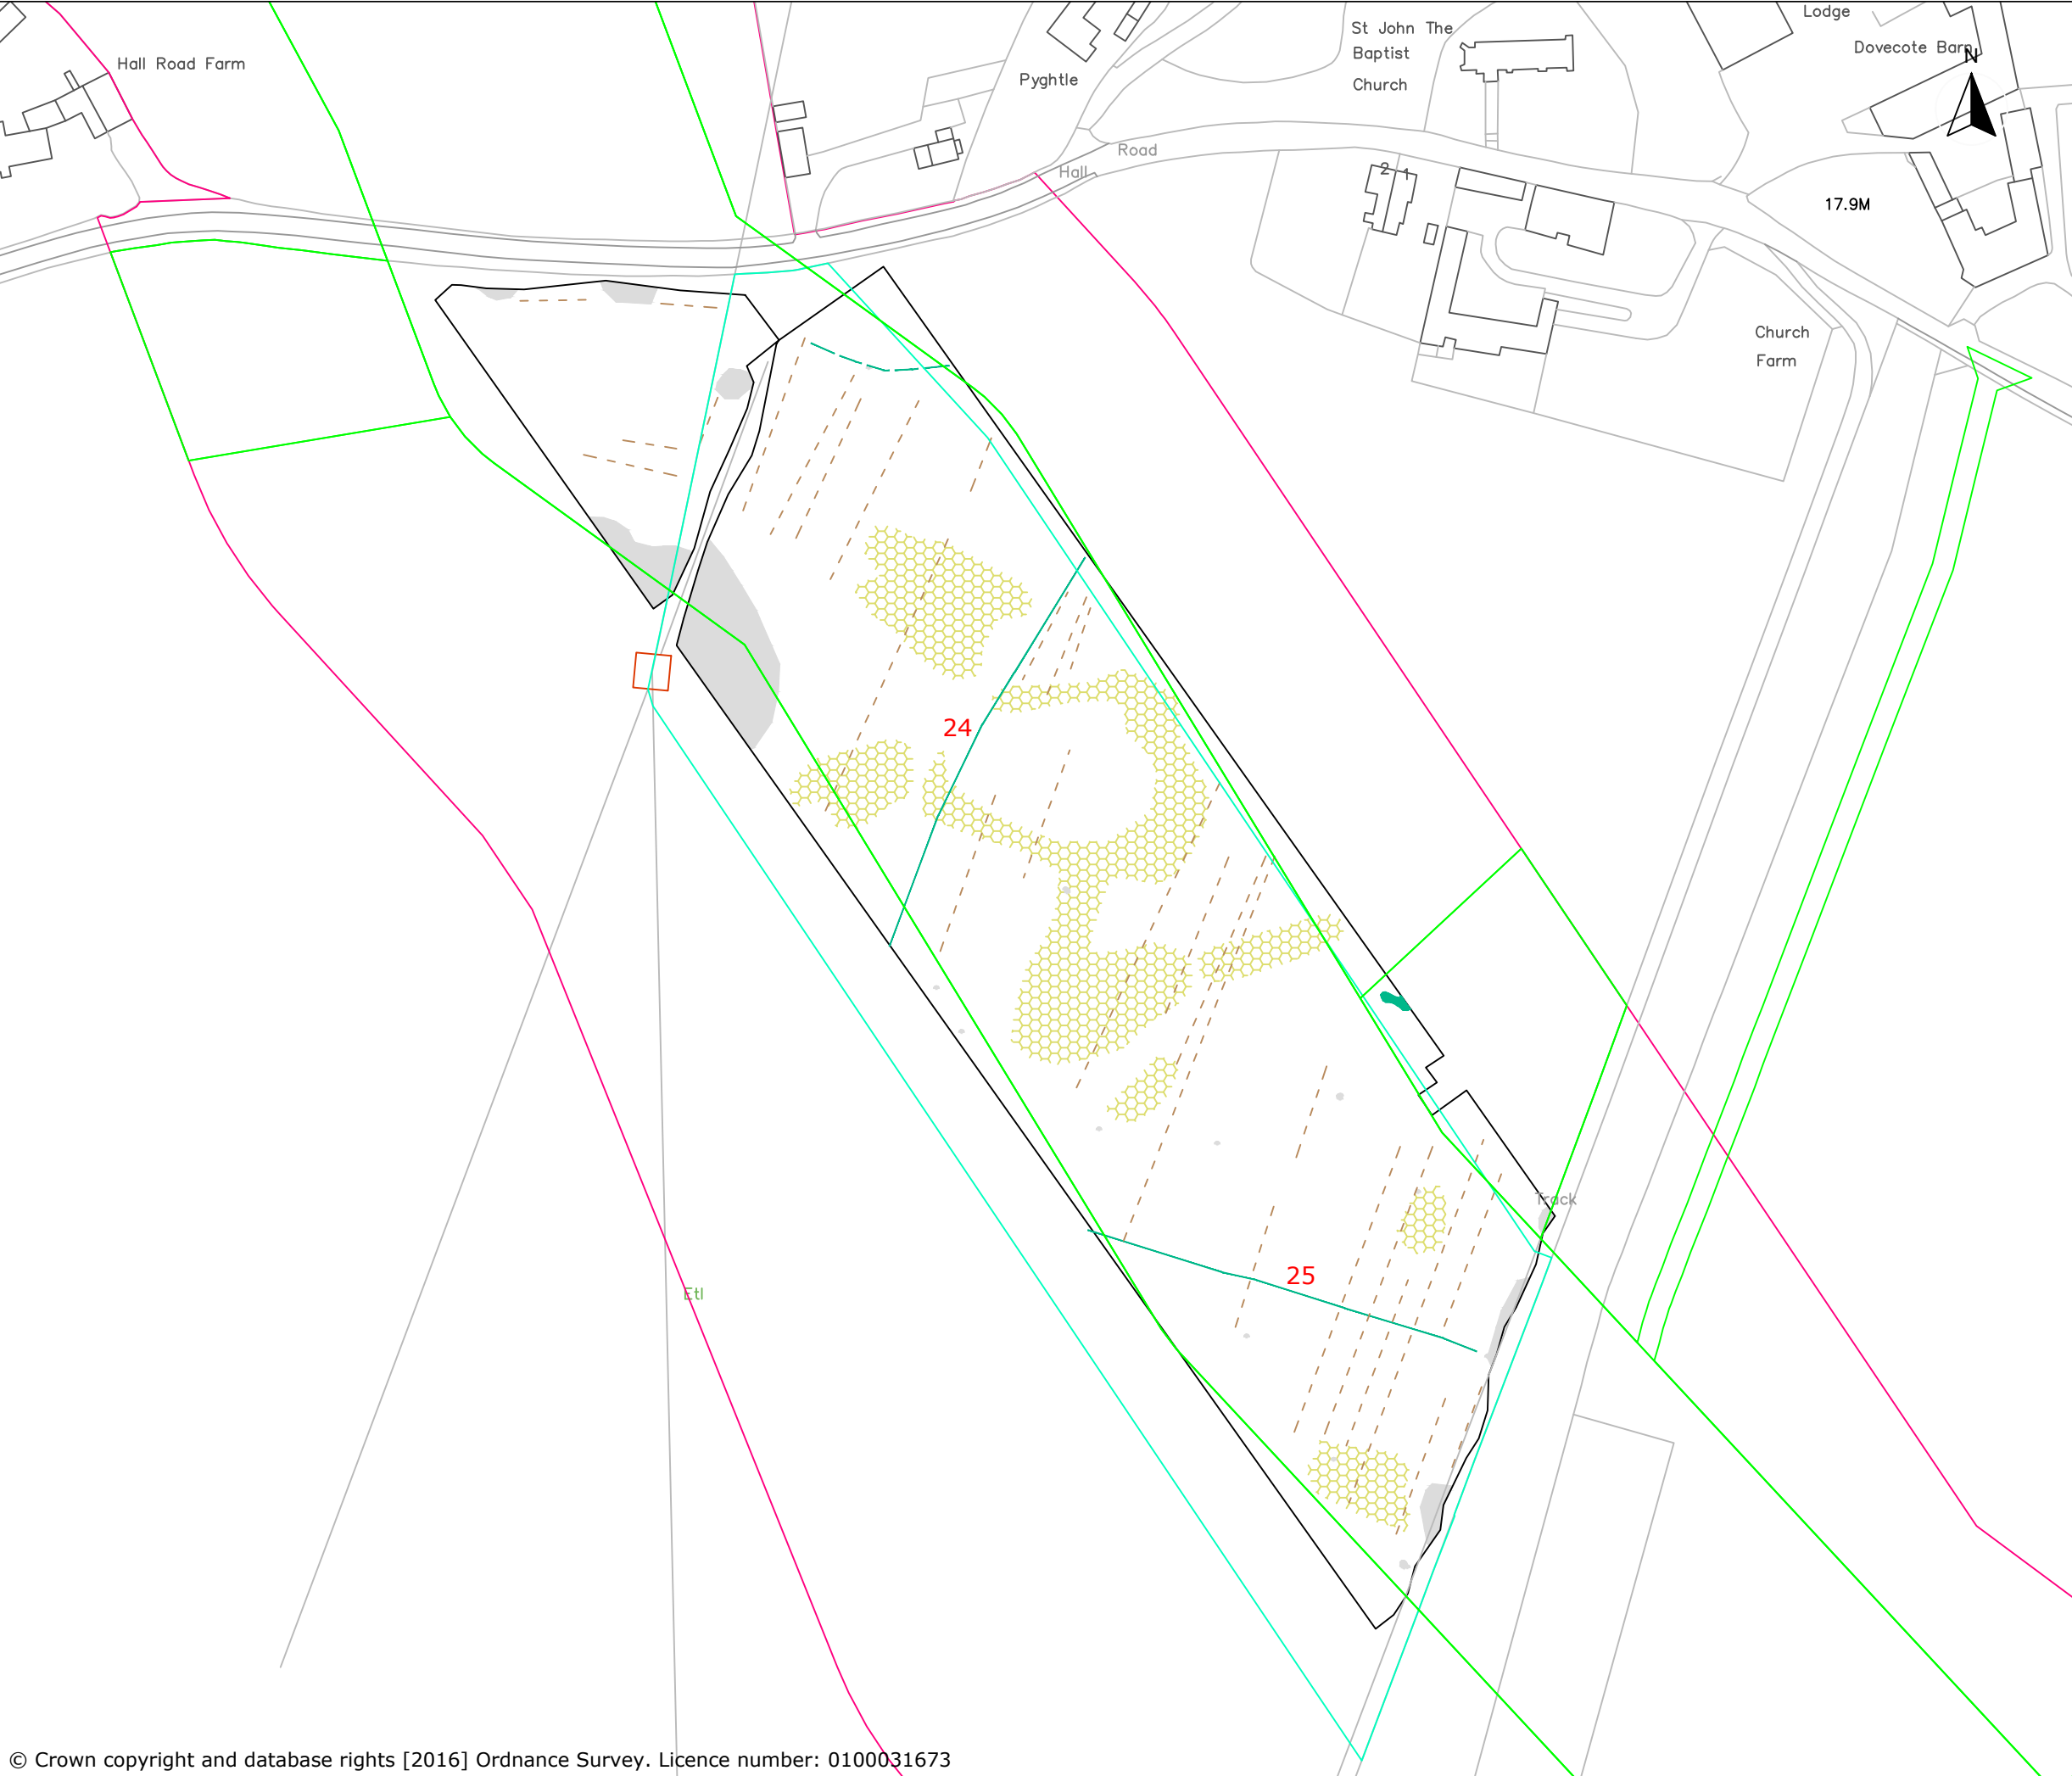 Lodge
St John The
Baptist
Church
Dovecote Barn
N
Hall Road Farm
Pyghtle
Road
Hall
2
1
17.9M
Church
Farm
24
Track
25
Etl
© Crown copyright and database rights [2016] Ordnance Survey. Licence number: 0100031673